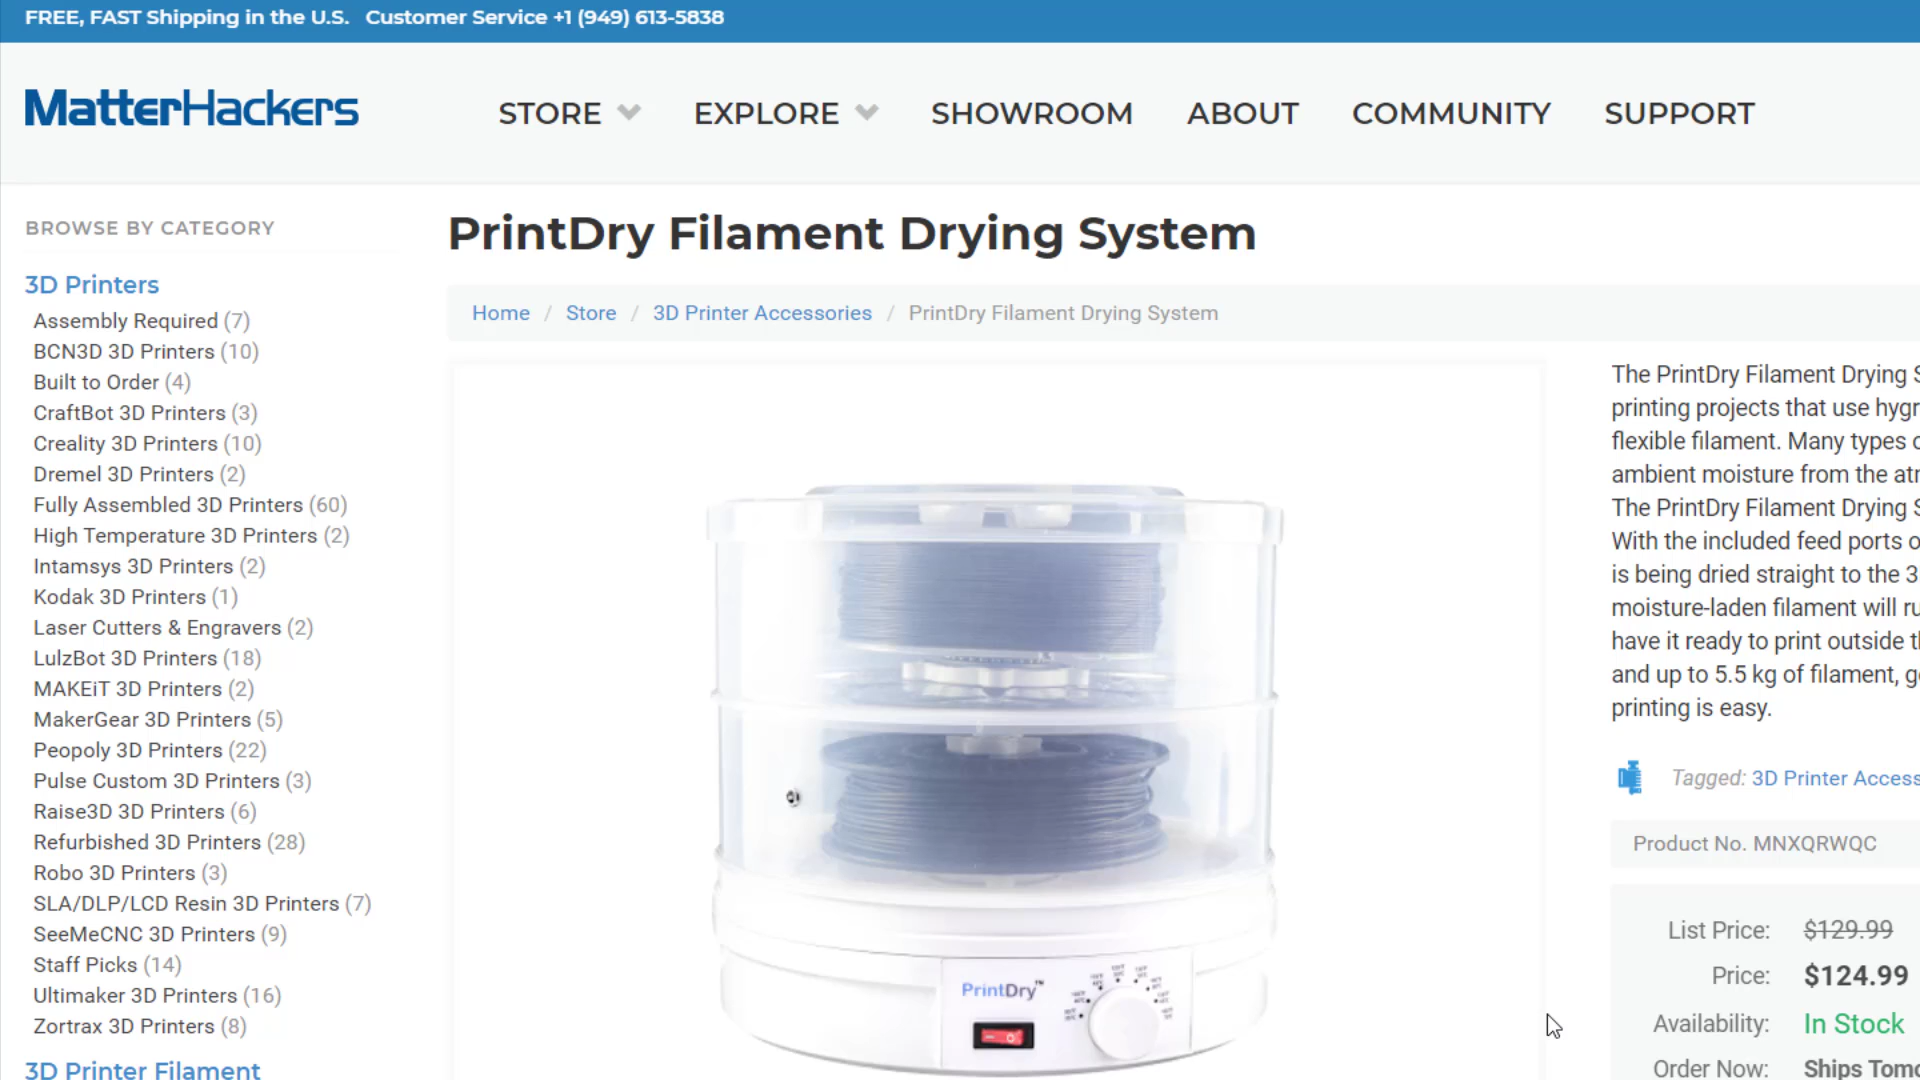 FREE, FAST Shipping in the U.S. Customer Service +1 (949) 613-5838
MatterHackers
STORE EXPLORE SHOWROOM ABOUT COMMUNITY SUPPORT
BROWSE BY CATEGORY
3D Printers
Assembly Required (7)
BCN3D 3D Printers (10)
Built to Order (4)
CraftBot 3D Printers (3)
Creality 3D Printers (10)
Dremel 3D Printers (2)
Fully Assembled 3D Printers (60)
High Temperature 3D Printers (2)
Intamsys 3D Printers (2)
Kodak 3D Printers (1)
Laser Cutters & Engravers (2)
LulzBot 3D Printers (18)
MAKEiT 3D Printers (2)
MakerGear 3D Printers (5)
Peopoly 3D Printers (22)
Pulse Custom 3D Printers (3)
Raise3D 3D Printers (6)
Refurbished 3D Printers (28)
Robo 3D Printers (3)
SLA/DLP/LCD Resin 3D Printers (7)
SeeMeCNC 3D Printers (9)
Staff Picks (14)
Ultimaker 3D Printers (16)
Zortrax 3D Printers (8)
3D Printer Filament
PrintDry Filament Drying System
Home / Store / 3D Printer Accessories / PrintDry Filament Drying System
PrintDry™
The PrintDry Filament Drying S
printing projects that use hygr
flexible filament. Many types o
ambient moisture from the atm
The PrintDry Filament Drying S
With the included feed ports o
is being dried straight to the 3
moisture-laden filament will ru
have it ready to print outside th
and up to 5.5 kg of filament, ge
printing is easy.
Tagged: 3D Printer Access
Product No. MNXQRWQC
List Price: $129.99
Price: $124.99
Availability: In Stock
Order Now: Ships Tomo